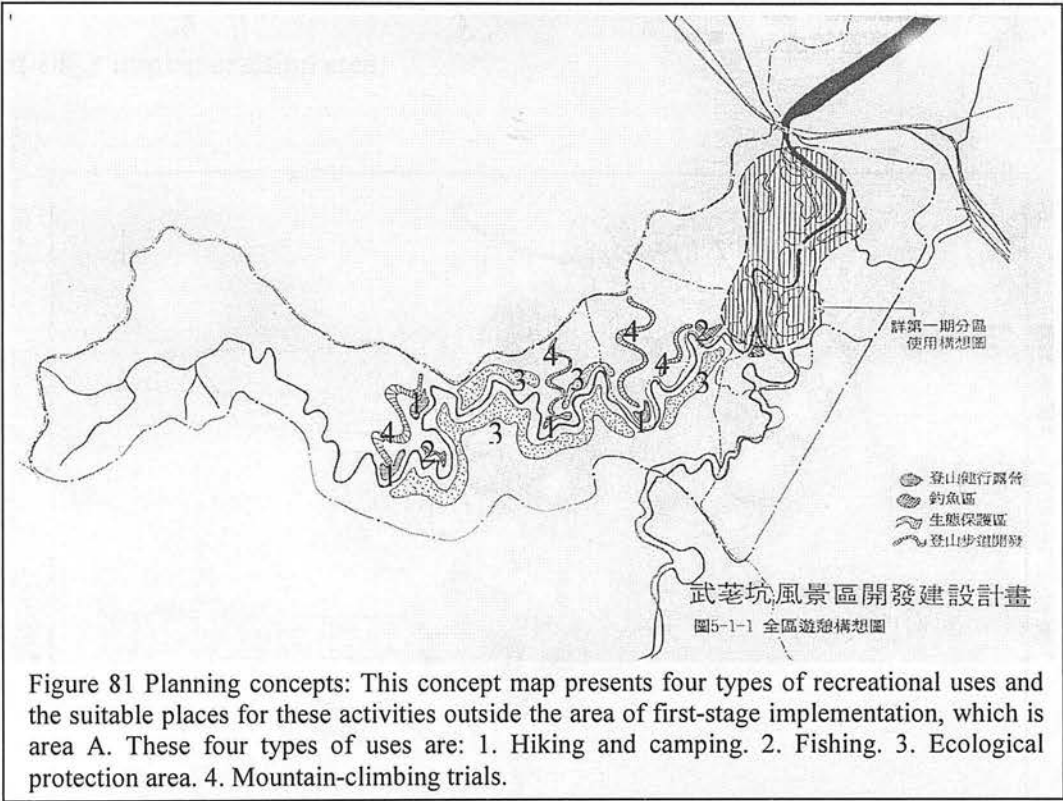 4
4
4
2
3
3
4
3
1
1
1
4
2
3
1
詳第一期分區
使用構想圖
登山健行露營
釣魚區
生態保護區
登山步道開發
武荖坑風景區開發建設計畫
圖5-1-1 全區遊憩構想圖
Figure 81 Planning concepts: This concept map presents four types of recreational uses and
the suitable places for these activities outside the area of first-stage implementation, which is
area A. These four types of uses are: 1. Hiking and camping. 2. Fishing. 3. Ecological
protection area. 4. Mountain-climbing trials.